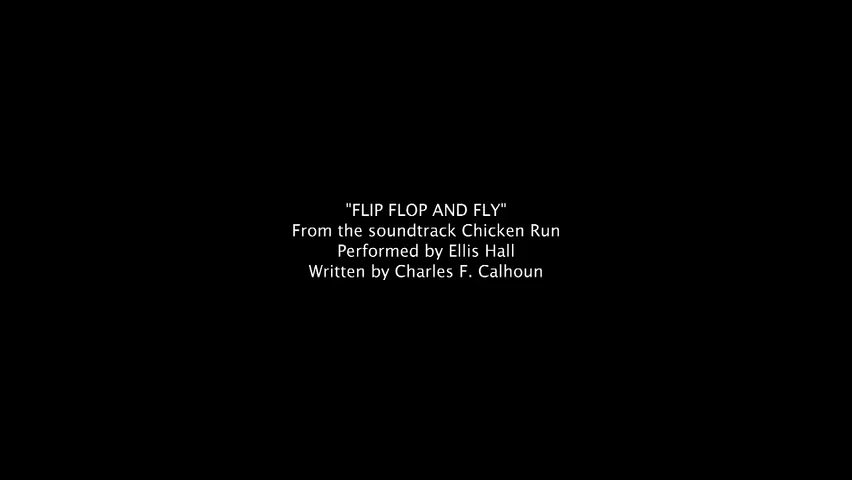 "FLIP FLOP AND FLY"
From the soundtrack Chicken Run
Performed by Ellis Hall
Written by Charles F. Calhoun